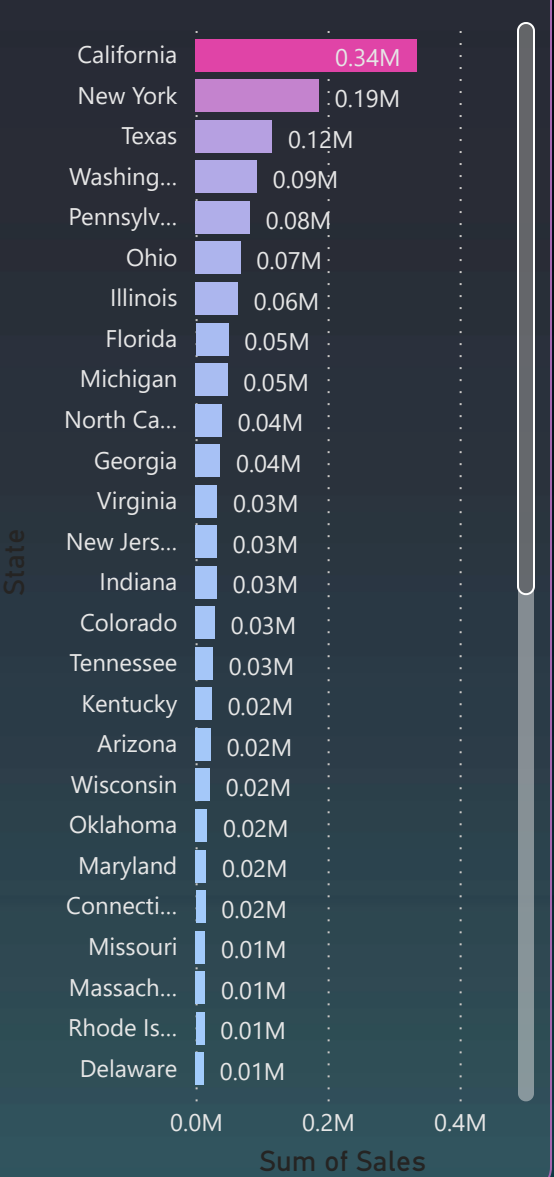 California 0.34M
New York 0.19M
Texas 0.12M
Washing... 0.09M
Pennsylv... 0.08M
Ohio 0.07M
Illinois 0.06M
Florida 0.05M
Michigan 0.05M
North Ca... 0.04M
Georgia 0.04M
Virginia 0.03M
New Jers... 0.03M
Indiana 0.03M
Colorado 0.03M
Tennessee 0.03M
Kentucky 0.02M
Arizona 0.02M
Wisconsin 0.02M
Oklahoma 0.02M
Maryland 0.02M
Connecti... 0.02M
Missouri 0.01M
Massach... 0.01M
Rhode Is... 0.01M
Delaware 0.01M
State
0.0M 0.2M 0.4M
Sum of Sales